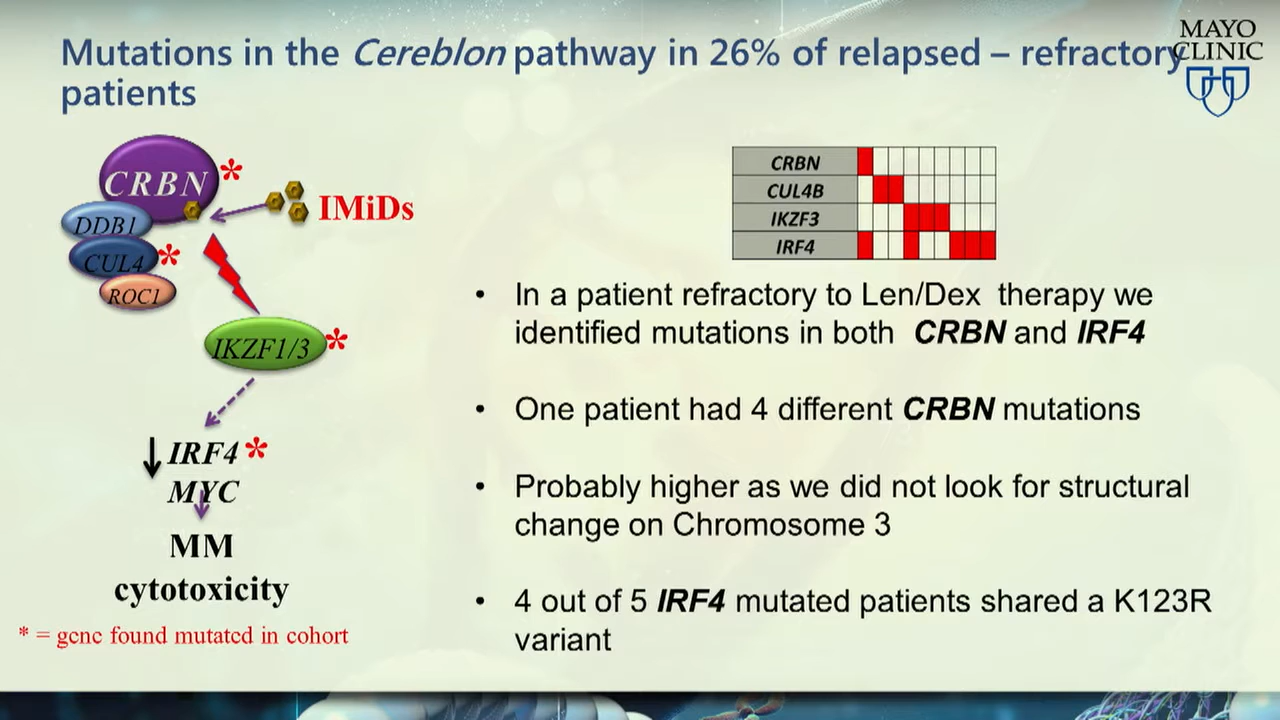 Mutations in the Cereblon pathway in 26% of relapsed – refractory
patients
MAYO
CLINIC
CRBN
DDB1
CUL4
ROC1
IMiDs
IKZF1/3
IRF4
MYC
MM
cytotoxicity
* = gene found mutated in cohort
CRBN
CUL4B
IKZF3
IRF4
• In a patient refractory to Len/Dex therapy we
identified mutations in both CRBN and IRF4
• One patient had 4 different CRBN mutations
• Probably higher as we did not look for structural
change on Chromosome 3
• 4 out of 5 IRF4 mutated patients shared a K123R
variant